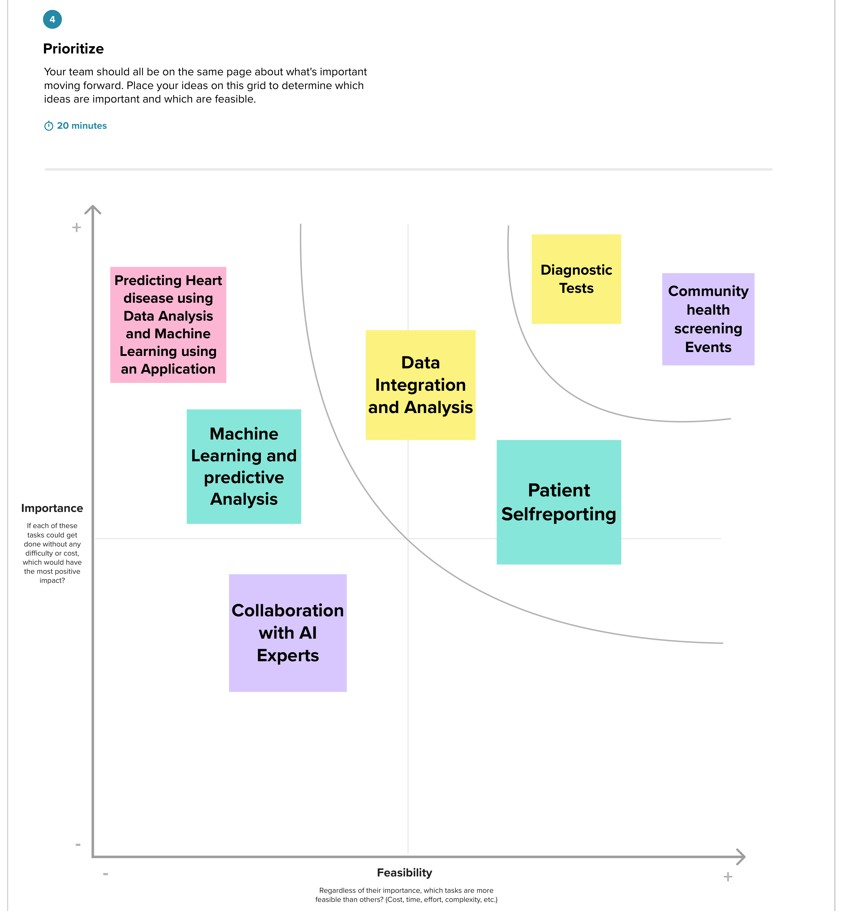 4
Prioritize
Your team should all be on the same page about what's important
moving forward. Place your ideas on this grid to determine which
ideas are important and which are feasible.
20 minutes
+
Predicting Heart
disease using
Data Analysis
and Machine
Learning using
an Application
Diagnostic
Tests
Community
health
screening
Events
Data
Integration
and Analysis
Machine
Learning and
predictive
Analysis
Patient
Selfreporting
Importance
If each of these
tasks could get
done without any
difficulty or cost,
which would have
the most positive
impact?
Collaboration
with AI
Experts
-
-
Feasibility
+
Regardless of their importance, which tasks are more
feasible than others? (Cost, time, effort, complexity, etc.)